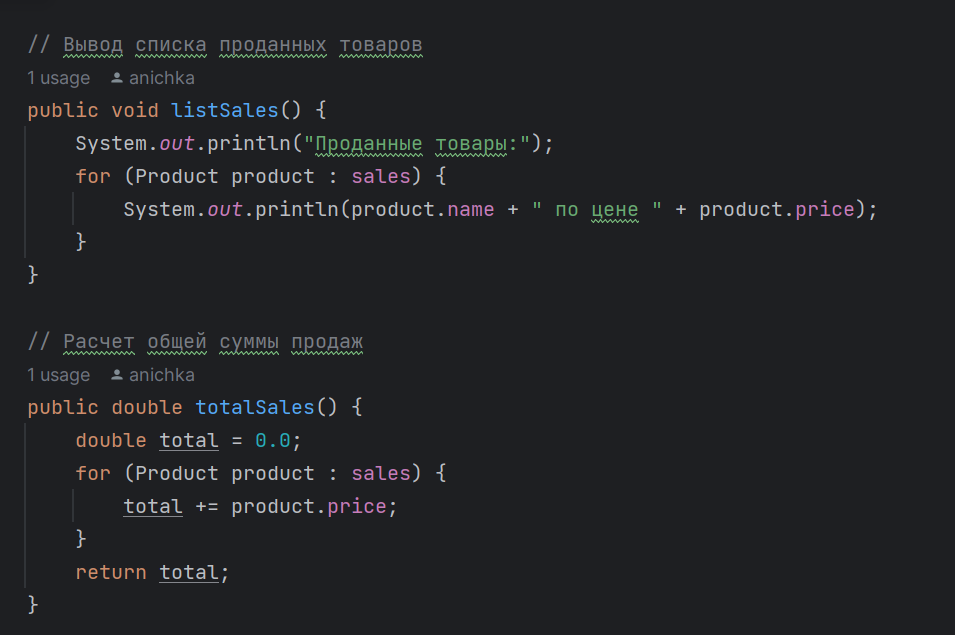 // Вывод списка проданных товаров
1 usage anichka
public void listSales() {
System.out.println("Проданные товары:");
for (Product product : sales) {
System.out.println(product.name + " по цене " + product.price);
}
}
// Расчет общей суммы продаж
1 usage anichka
public double totalSales() {
double total = 0.0;
for (Product product : sales) {
total += product.price;
}
return total;
}